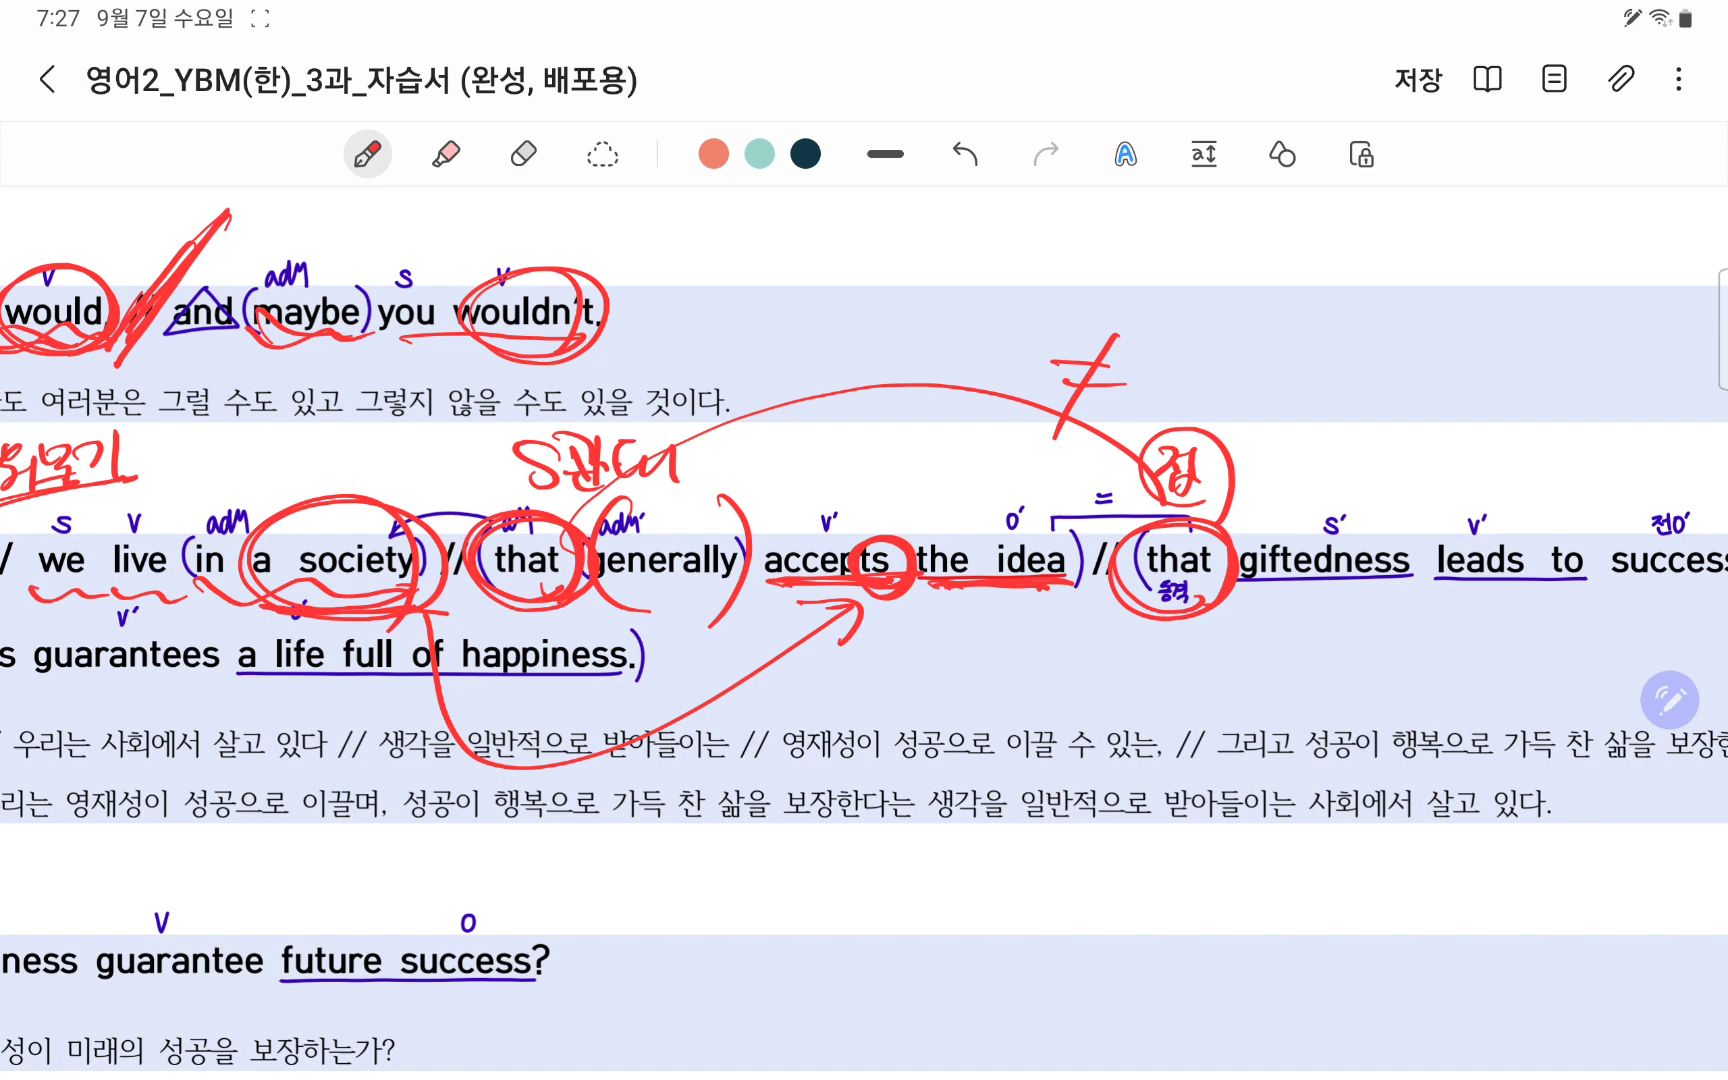 7:27 9월 7일 수요일
영어2_YBM(한)_3과_자습서 (완성, 배포용)
저장
v adM s v
would, // and (maybe) you wouldn't.
도 여러분은 그럴 수도 있고 그렇지 않을 수도 있을 것이다.
S관대 ≠ 접
s v adM adM' v' o' = s' v' 전o'
// we live (in a society) // (that (generally) accepts the idea) // (that giftedness leads to success
동격
v'
s guarantees a life full of happiness.)
우리는 사회에서 살고 있다 // 생각을 일반적으로 받아들이는 // 영재성이 성공으로 이끌 수 있는, // 그리고 성공이 행복으로 가득 찬 삶을 보장한
리는 영재성이 성공으로 이끌며, 성공이 행복으로 가득 찬 삶을 보장한다는 생각을 일반적으로 받아들이는 사회에서 살고 있다.
V o
ness guarantee future success?
성이 미래의 성공을 보장하는가?